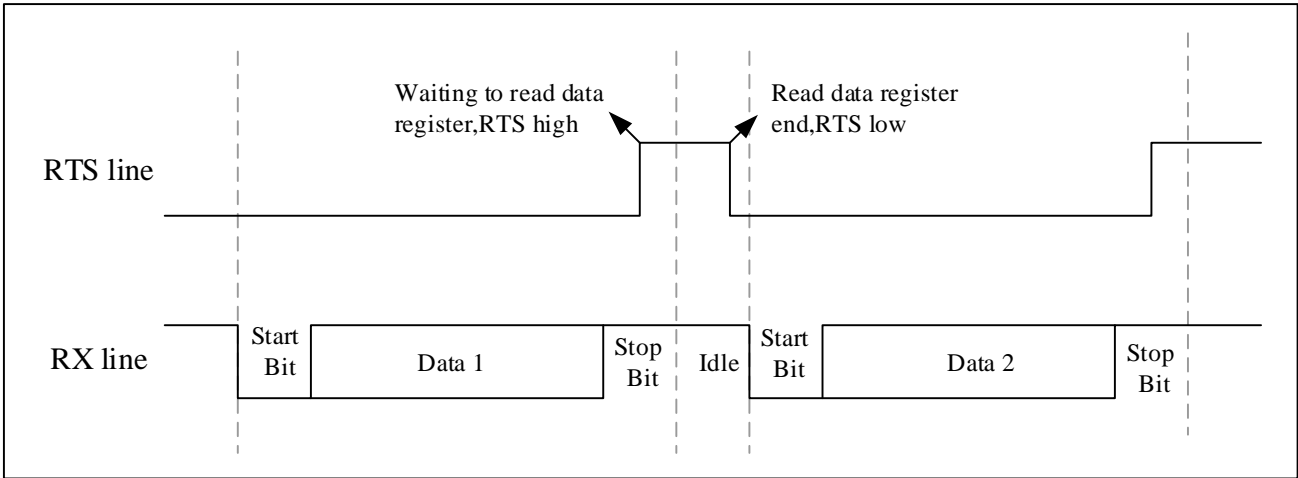 Waiting to read data
register,RTS high
Read data register
end,RTS low
RTS line
RX line
Start
Bit
Data 1
Stop
Bit
Idle
Start
Bit
Data 2
Stop
Bit